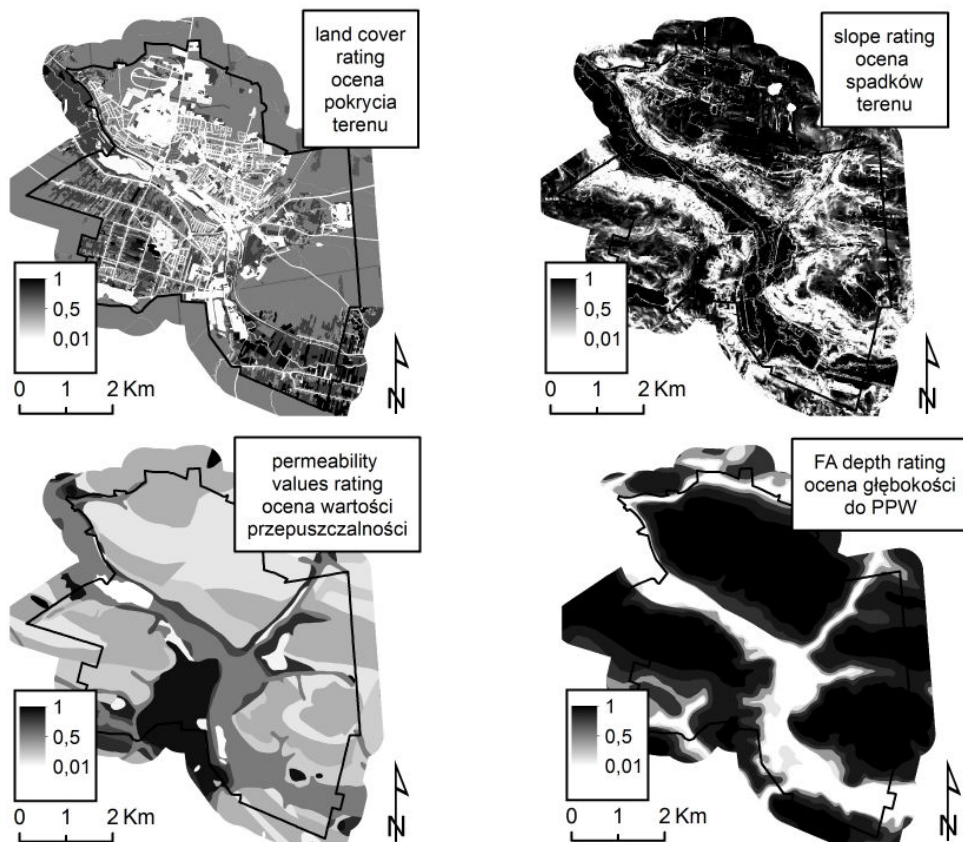 land cover
rating
ocena
pokrycia
terenu
1
0,5
0,01
0 1 2 Km
N
slope rating
ocena
spadków
terenu
1
0,5
0,01
0 1 2 Km
N
permeability
values rating
ocena wartości
przepuszczalności
1
0,5
0,01
0 1 2 Km
N
FA depth rating
ocena głębokości
do PPW
1
0,5
0,01
0 1 2 Km
N